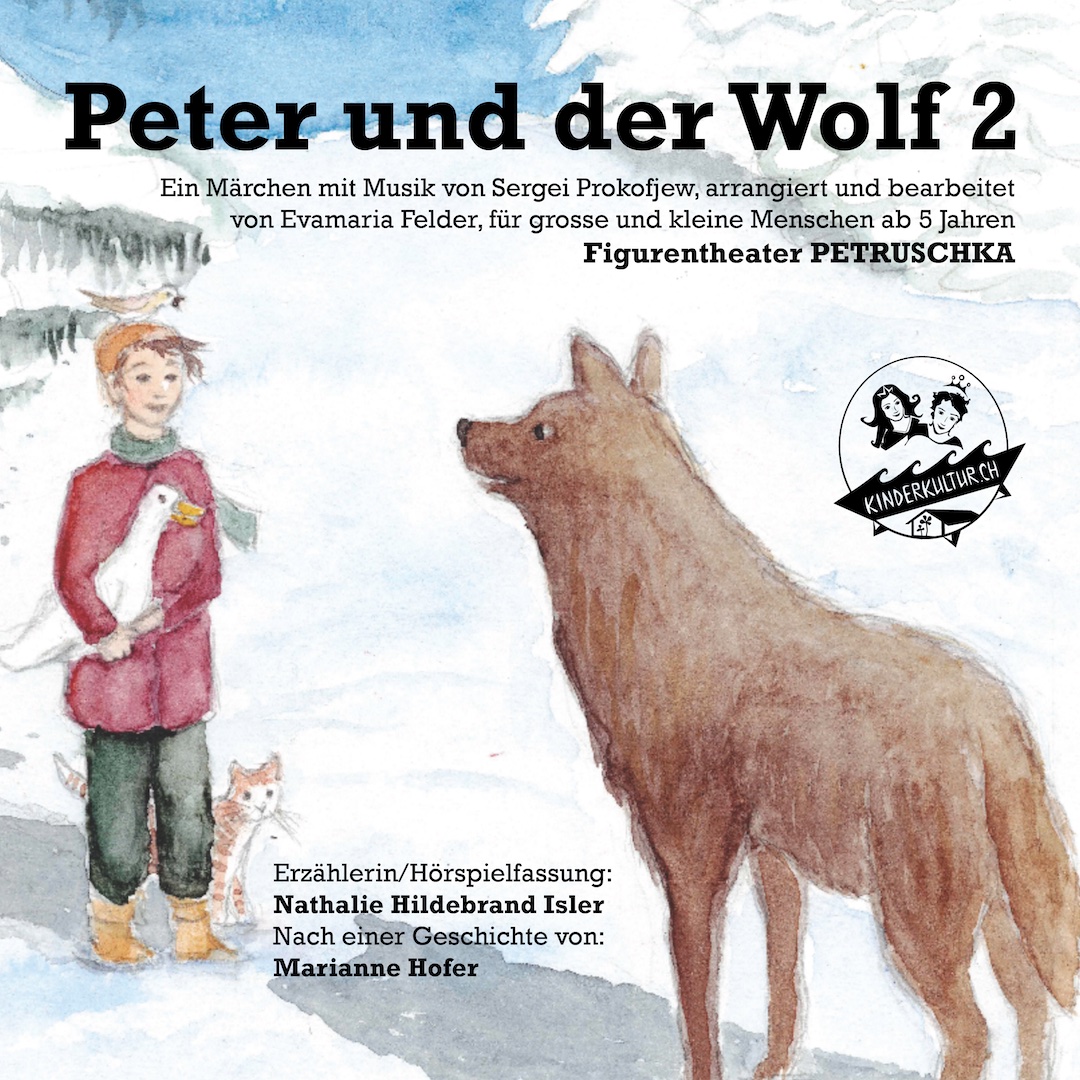 Peter und der Wolf 2
Ein Märchen mit Musik von Sergei Prokofjew, arrangiert und bearbeitet
von Evamaria Felder, für grosse und kleine Menschen ab 5 Jahren
Figurentheater PETRUSCHKA
KINDERKULTUR.CH
Erzählerin/Hörspielfassung:
Nathalie Hildebrand Isler
Nach einer Geschichte von:
Marianne Hofer